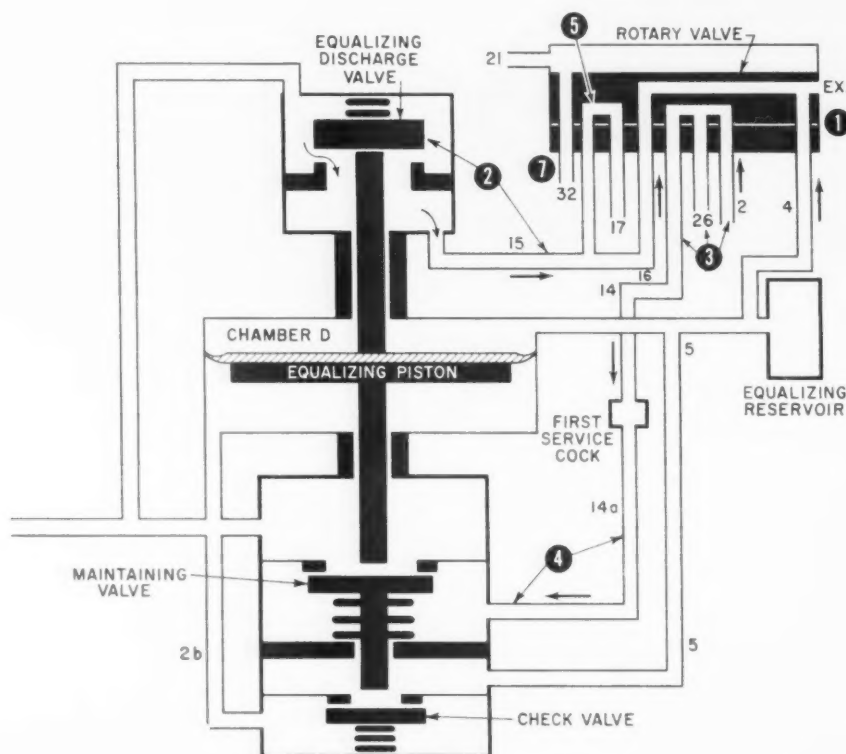 EQUALIZING
DISCHARGE
VALVE
5
ROTARY VALVE
21
EX
1
7
2
32
17
26
2
4
15
3
16
14
CHAMBER D
5
EQUALIZING PISTON
EQUALIZING
RESERVOIR
FIRST
SERVICE
COCK
14a
4
MAINTAINING
VALVE
2b
5
CHECK VALVE